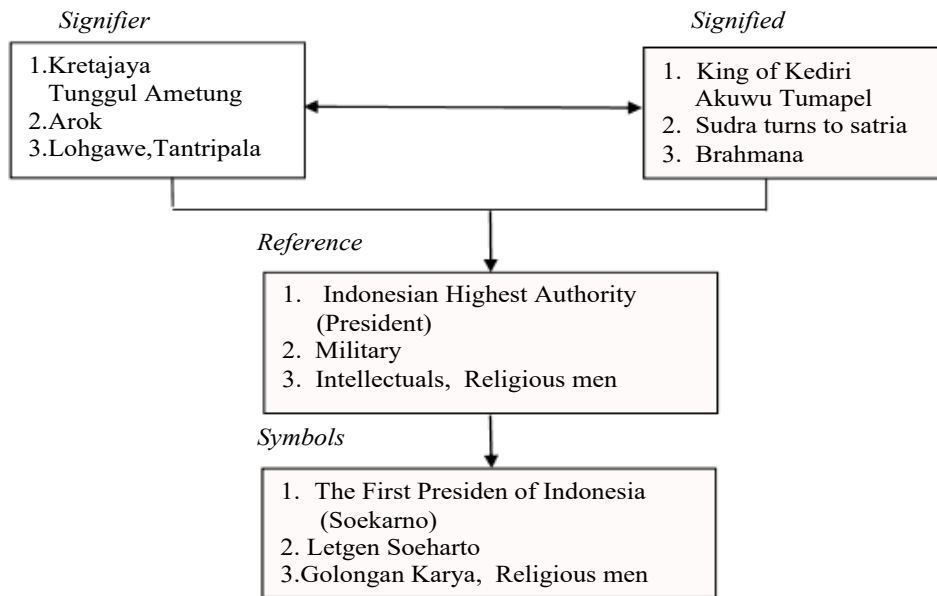 Signifier
1.Kretajaya
Tunggul Ametung
2.Arok
3.Lohgawe,Tantripala
Signified
1. King of Kediri
Akuwu Tumapel
2. Sudra turns to satria
3. Brahmana
Reference
1. Indonesian Highest Authority
(President)
2. Military
3. Intellectuals, Religious men
Symbols
1. The First Presiden of Indonesia
(Soekarno)
2. Letgen Soeharto
3.Golongan Karya, Religious men